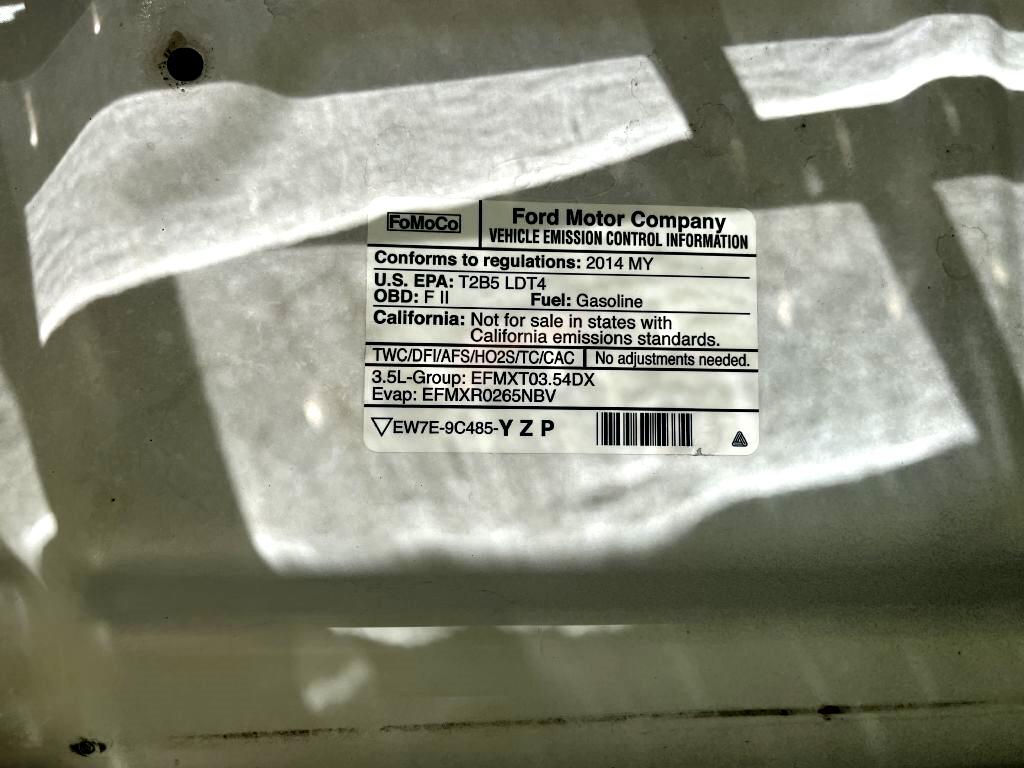 FoMoCo
Ford Motor Company
VEHICLE EMISSION CONTROL INFORMATION
Conforms to regulations: 2014 MY
U.S. EPA: T2B5 LDT4
OBD: F II Fuel: Gasoline
California: Not for sale in states with
California emissions standards.
TWC/DFI/AFS/HO2S/TC/CAC No adjustments needed.
3.5L-Group: EFMXT03.54DX
Evap: EFMXR0265NBV
EW7E-9C485-Y Z P